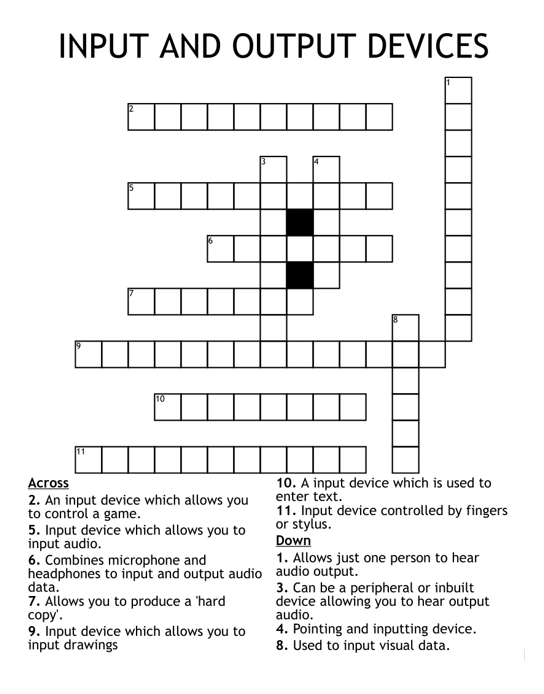 INPUT AND OUTPUT DEVICES
1
2
3
4
5
6
7
8
9
10
11
Across
2. An input device which allows you
to control a game.
5. Input device which allows you to
input audio.
6. Combines microphone and
headphones to input and output audio
data.
7. Allows you to produce a 'hard
copy'.
9. Input device which allows you to
input drawings
10. A input device which is used to
enter text.
11. Input device controlled by fingers
or stylus.
Down
1. Allows just one person to hear
audio output.
3. Can be a peripheral or inbuilt
device allowing you to hear output
audio.
4. Pointing and inputting device.
8. Used to input visual data.